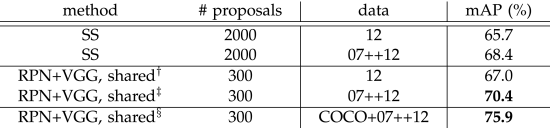 method # proposals data mAP (%)
SS 2000 12 65.7
SS 2000 07++12 68.4
RPN+VGG, shared† 300 12 67.0
RPN+VGG, shared‡ 300 07++12 70.4
RPN+VGG, shared§ 300 COCO+07++12 75.9